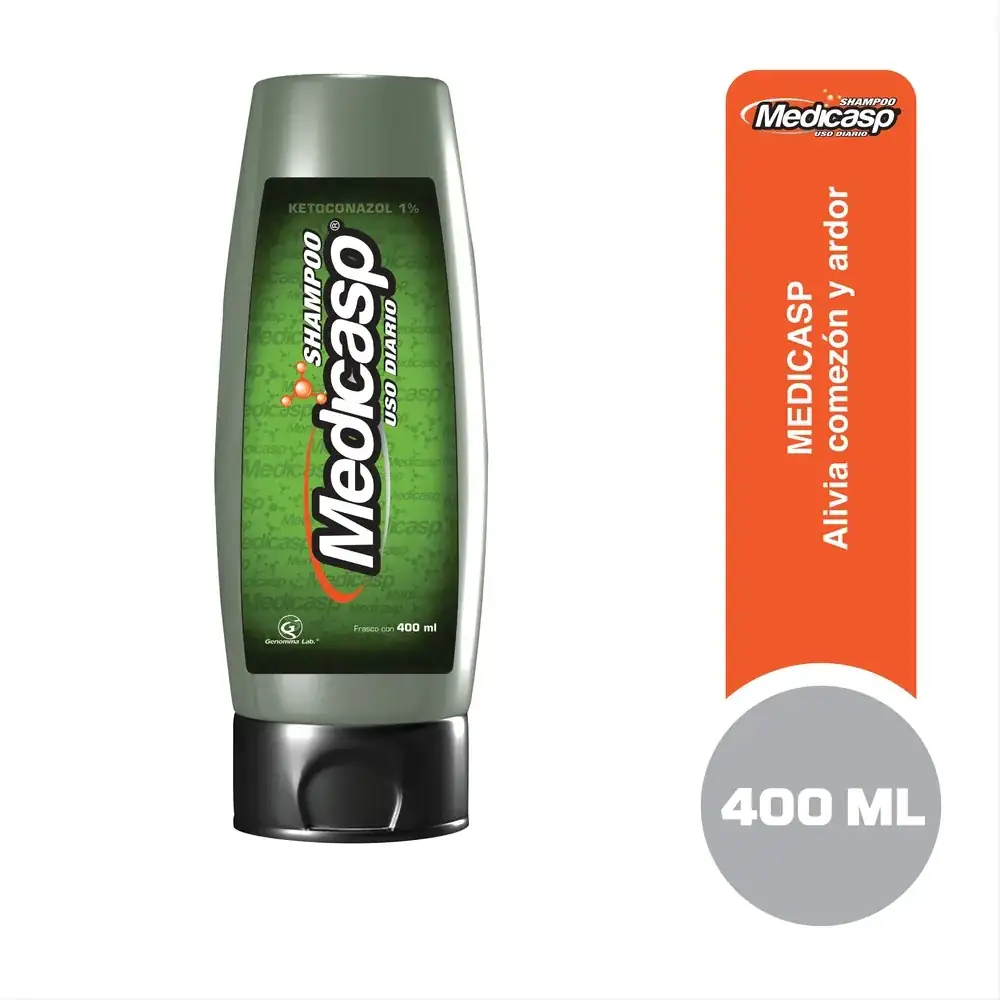 KETOCONAZOL 1%
SHAMPOO
Medicasp®
USO DIARIO
Genomma Lab.
Frasco con 400 ml
SHAMPOO
Medicasp®
USO DIARIO
MEDICASP
Alivia comezón y ardor
400 ML